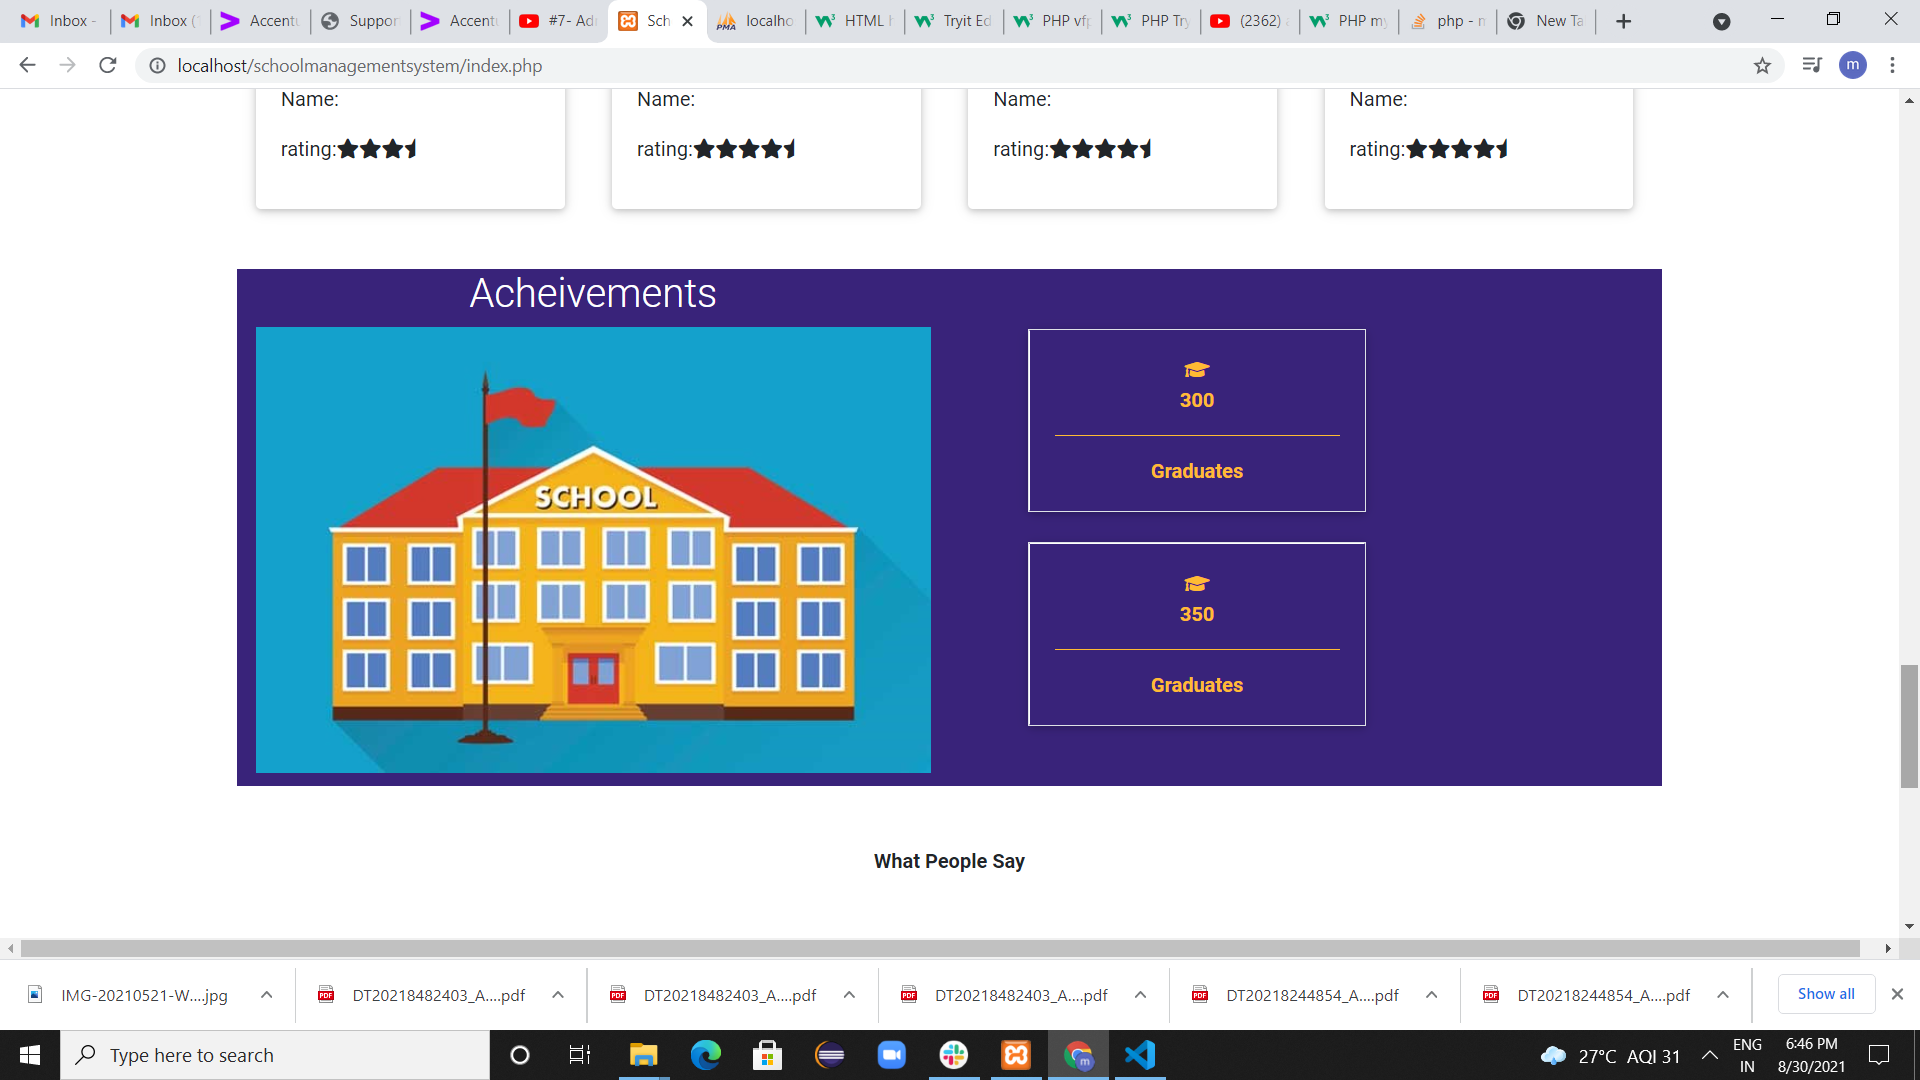 Inbox -
Inbox (
Accent
Suppor
Accent
#7- Ad
Sch
localho
HTML
Tryit Ed
PHP vf
PHP Try
(2362)
PHP my
php -
New Ta
localhost/schoolmanagementsystem/index.php
m
Name:
Name:
Name:
Name:
rating:
rating:
rating:
rating:
Acheivements
SCHOOL
300
Graduates
350
Graduates
What People Say
IMG-20210521-W....jpg
DT20218482403_A....pdf
DT20218482403_A....pdf
DT20218482403_A....pdf
DT20218244854_A....pdf
DT20218244854_A....pdf
Show all
Type here to search
27°C AQI 31
ENG
IN
6:46 PM
8/30/2021